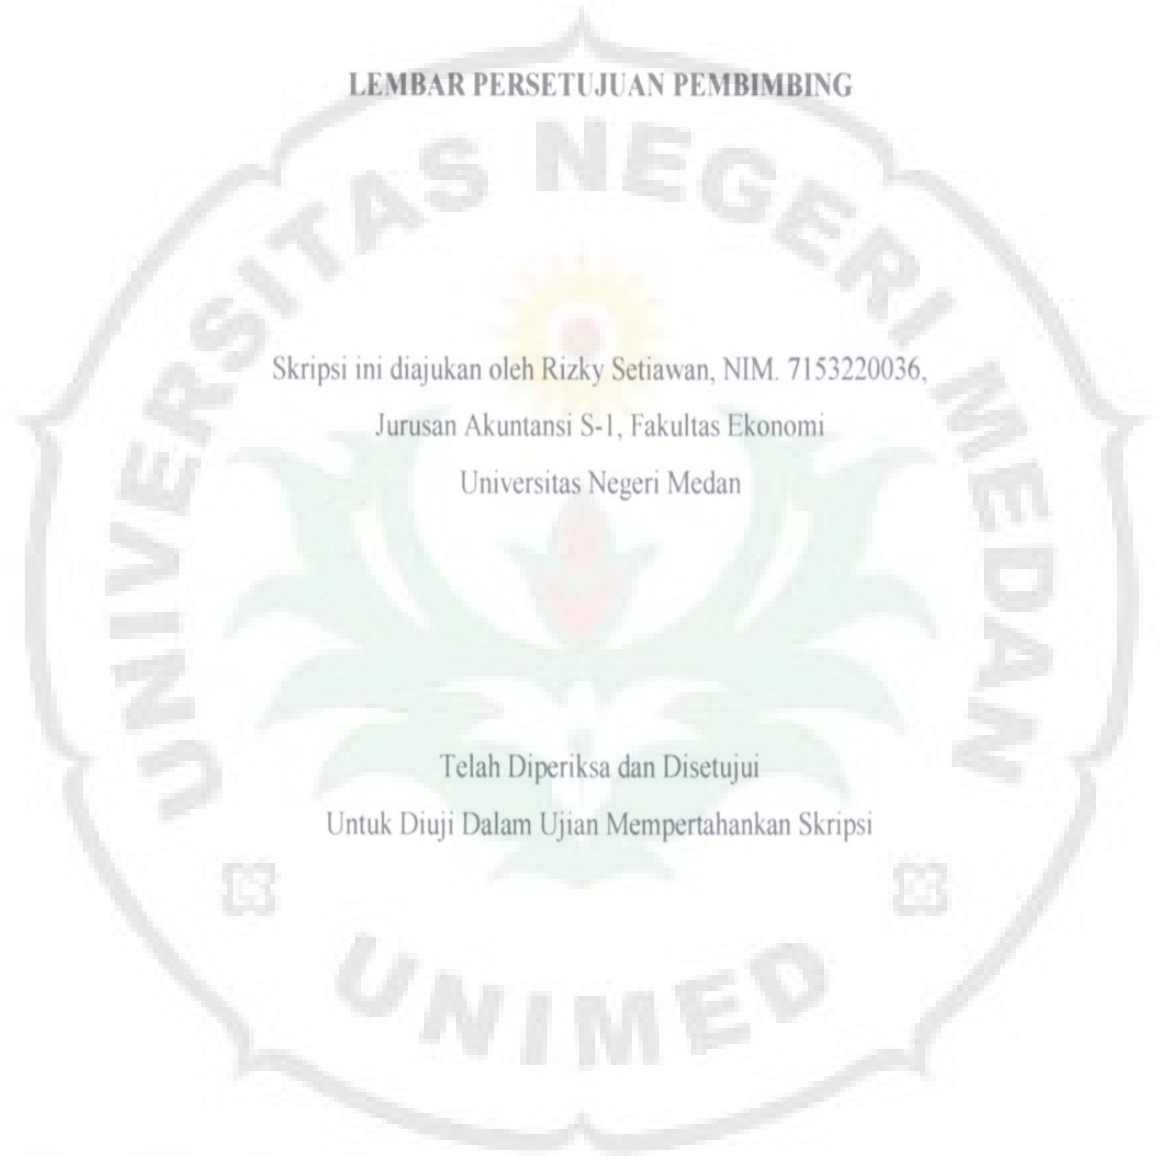 LEMBAR PERSETUJUAN PEMBIMBING
UNIVERSITAS NEGERI MEDAN
Skripsi ini diajukan oleh Rizky Setiawan, NIM. 7153220036,
Jurusan Akuntansi S-1, Fakultas Ekonomi
Universitas Negeri Medan
Telah Diperiksa dan Disetujui
Untuk Diuji Dalam Ujian Mempertahankan Skripsi
UNIMED